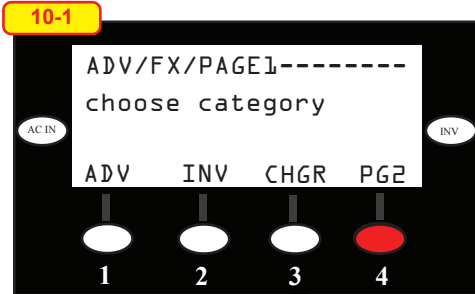 10-1
ADV/FX/PAGE1--------
choose category
AC IN
INV
ADV INV CHGR PG2
1 2 3 4